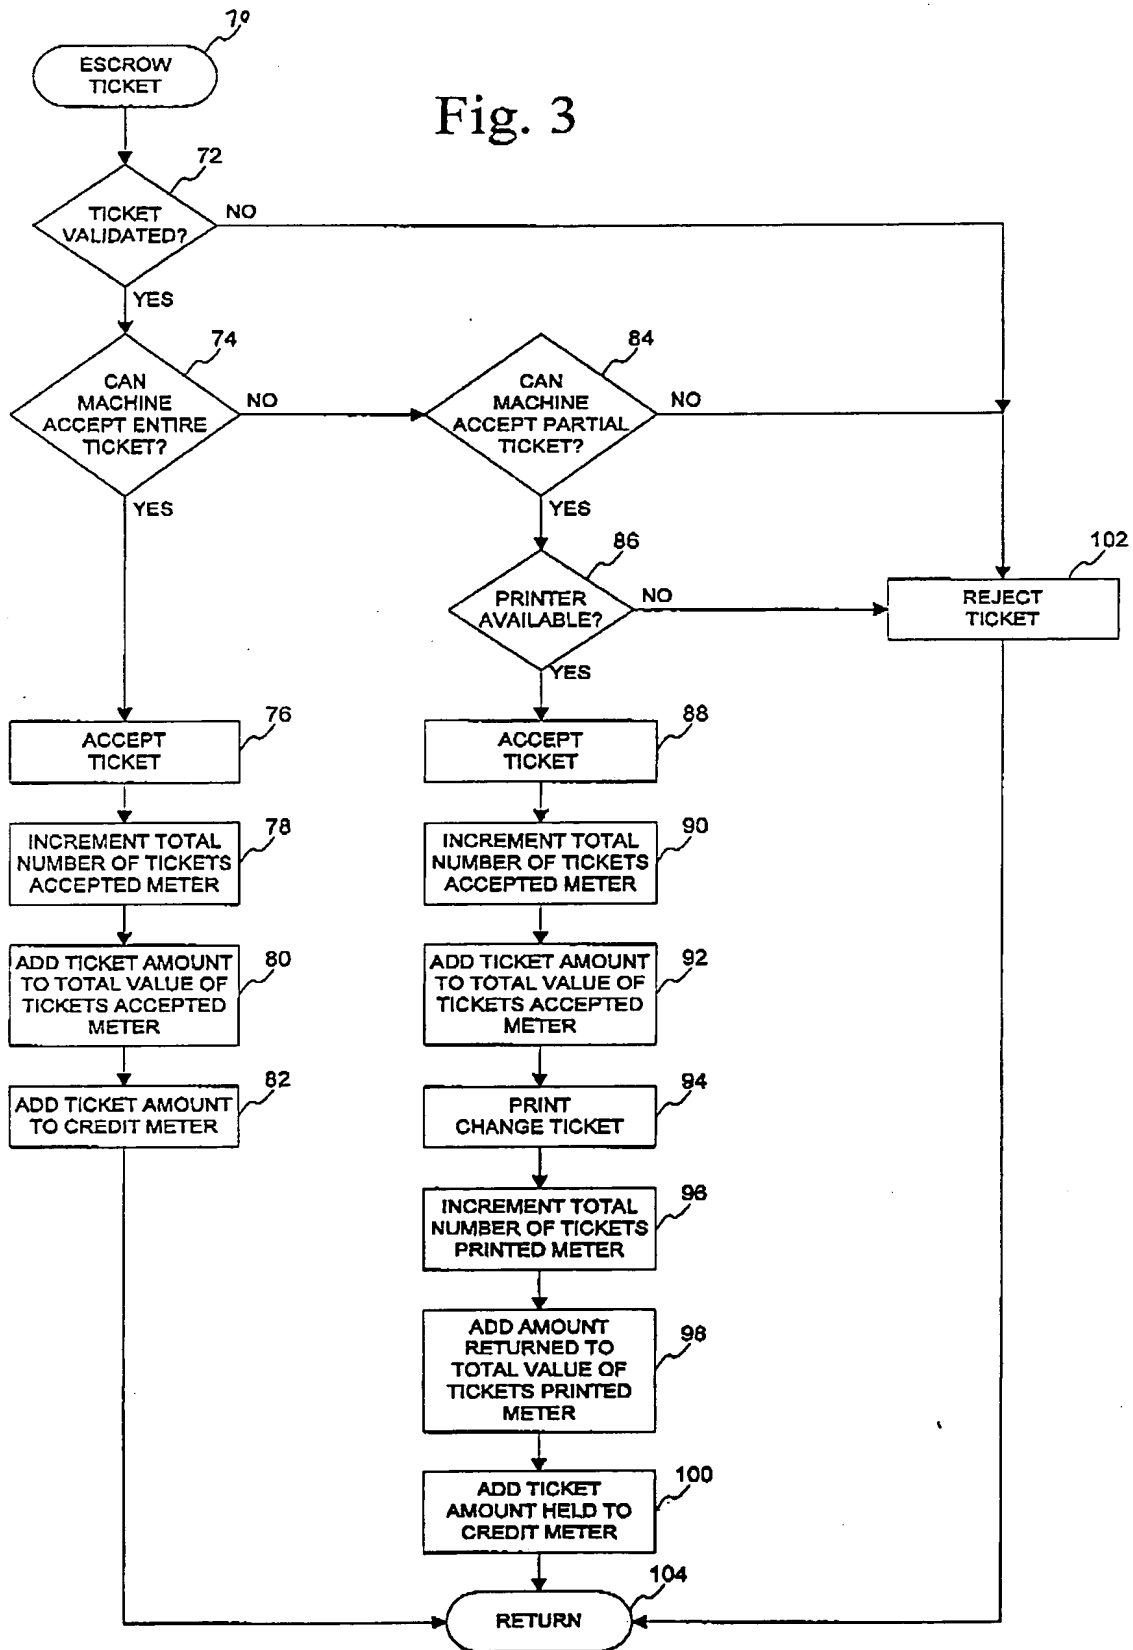 70
ESCROW
TICKET
Fig. 3
72
TICKET
VALIDATED?
NO
YES
74
CAN
MACHINE
ACCEPT ENTIRE
TICKET?
NO
84
CAN
MACHINE
ACCEPT PARTIAL
TICKET?
NO
YES
YES
86
PRINTER
AVAILABLE?
NO
YES
102
REJECT
TICKET
76
ACCEPT
TICKET
88
ACCEPT
TICKET
78
INCREMENT TOTAL
NUMBER OF TICKETS
ACCEPTED METER
90
INCREMENT TOTAL
NUMBER OF TICKETS
ACCEPTED METER
80
ADD TICKET AMOUNT
TO TOTAL VALUE OF
TICKETS ACCEPTED
METER
92
ADD TICKET AMOUNT
TO TOTAL VALUE OF
TICKETS ACCEPTED
METER
82
ADD TICKET AMOUNT
TO CREDIT METER
94
PRINT
CHANGE TICKET
96
INCREMENT TOTAL
NUMBER OF TICKETS
PRINTED METER
98
ADD AMOUNT
RETURNED TO
TOTAL VALUE OF
TICKETS PRINTED
METER
100
ADD TICKET
AMOUNT HELD TO
CREDIT METER
104
RETURN